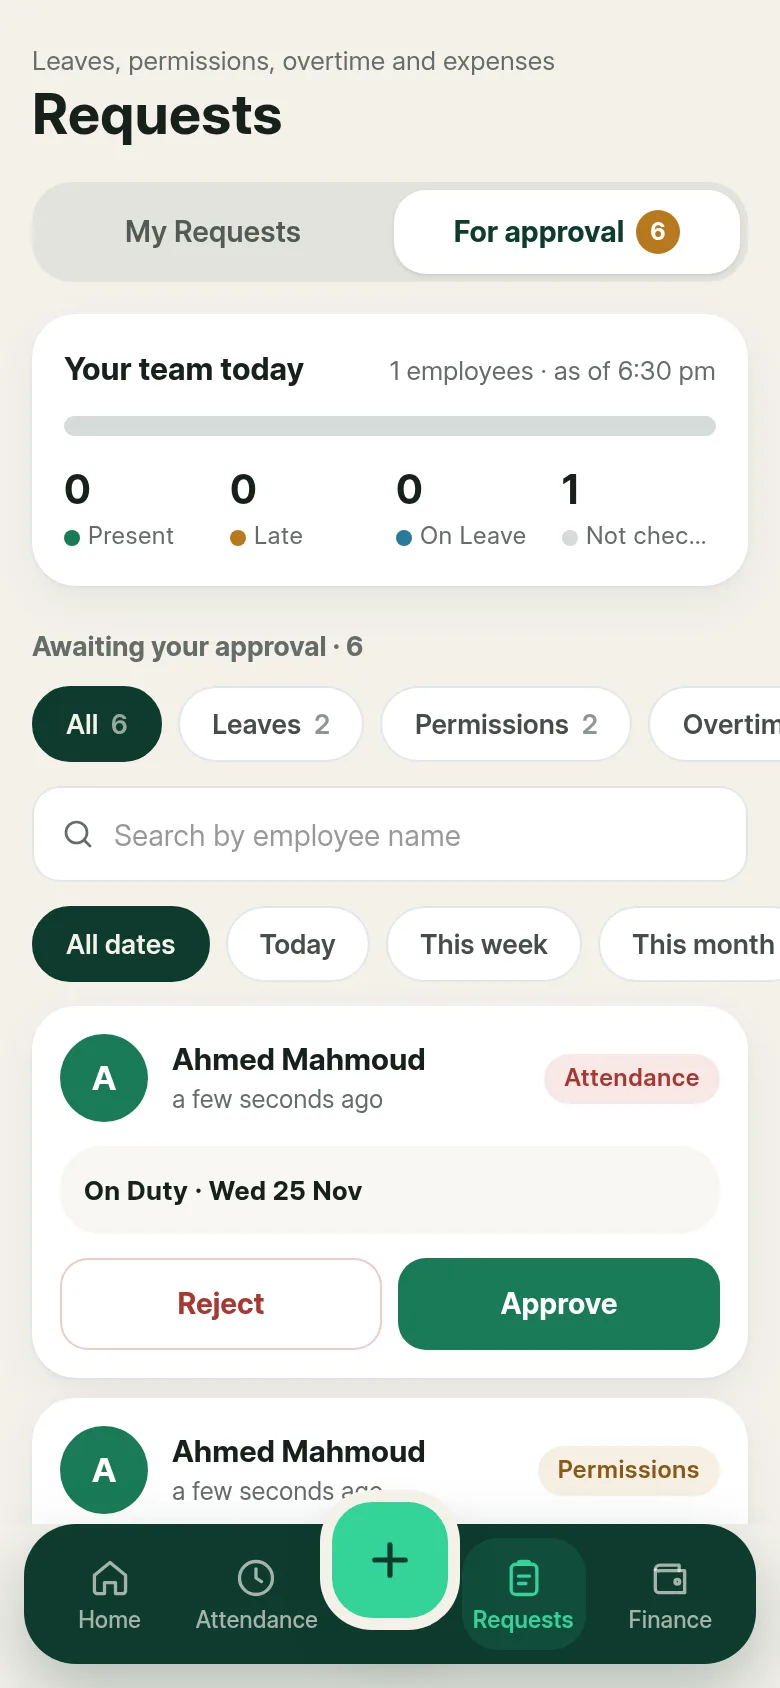 Leaves, permissions, overtime and expenses
Requests
My Requests
For approval 6
Your team today
1 employees · as of 6:30 pm
0
0
0
1
Present
Late
On Leave
Not chec...
Awaiting your approval · 6
All 6
Leaves 2
Permissions 2
Overtim
Search by employee name
All dates
Today
This week
This month
A
Ahmed Mahmoud
a few seconds ago
Attendance
On Duty · Wed 25 Nov
Reject
Approve
A
Ahmed Mahmoud
a few seconds ago
Permissions
Home
Attendance
Requests
Finance